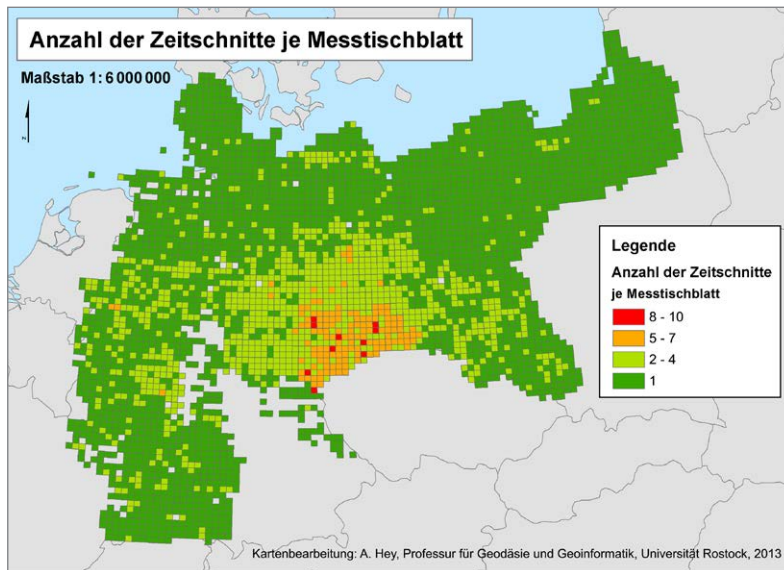 Anzahl der Zeitschnitte je Messtischblatt
Maßstab 1: 6 000 000
Legende
Anzahl der Zeitschnitte
je Messtischblatt
8 - 10
5 - 7
2 - 4
1
Kartenbearbeitung: A. Hey, Professur für Geodäsie und Geoinformatik, Universität Rostock, 2013